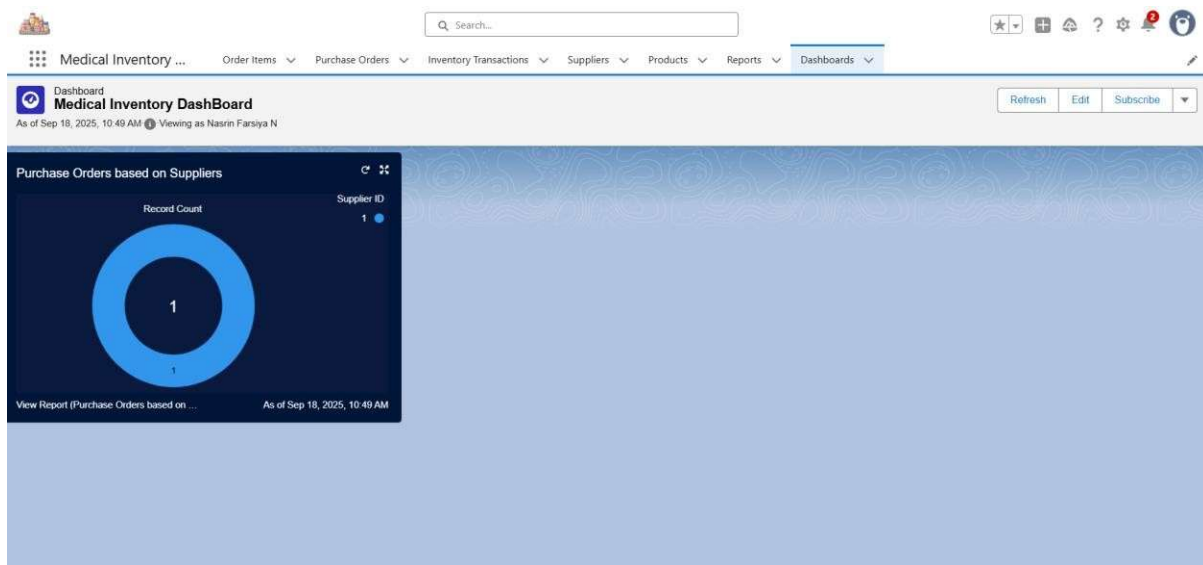 Search...
2
Medical Inventory ...
Order Items
Purchase Orders
Inventory Transactions
Suppliers
Products
Reports
Dashboards
Dashboard
Medical Inventory DashBoard
As of Sep 18, 2025, 10:49 AM Viewing as Nasrin Farsiya N
Refresh
Edit
Subscribe
Purchase Orders based on Suppliers
Record Count
Supplier ID
1
1
1
View Report (Purchase Orders based on ...
As of Sep 18, 2025, 10:49 AM